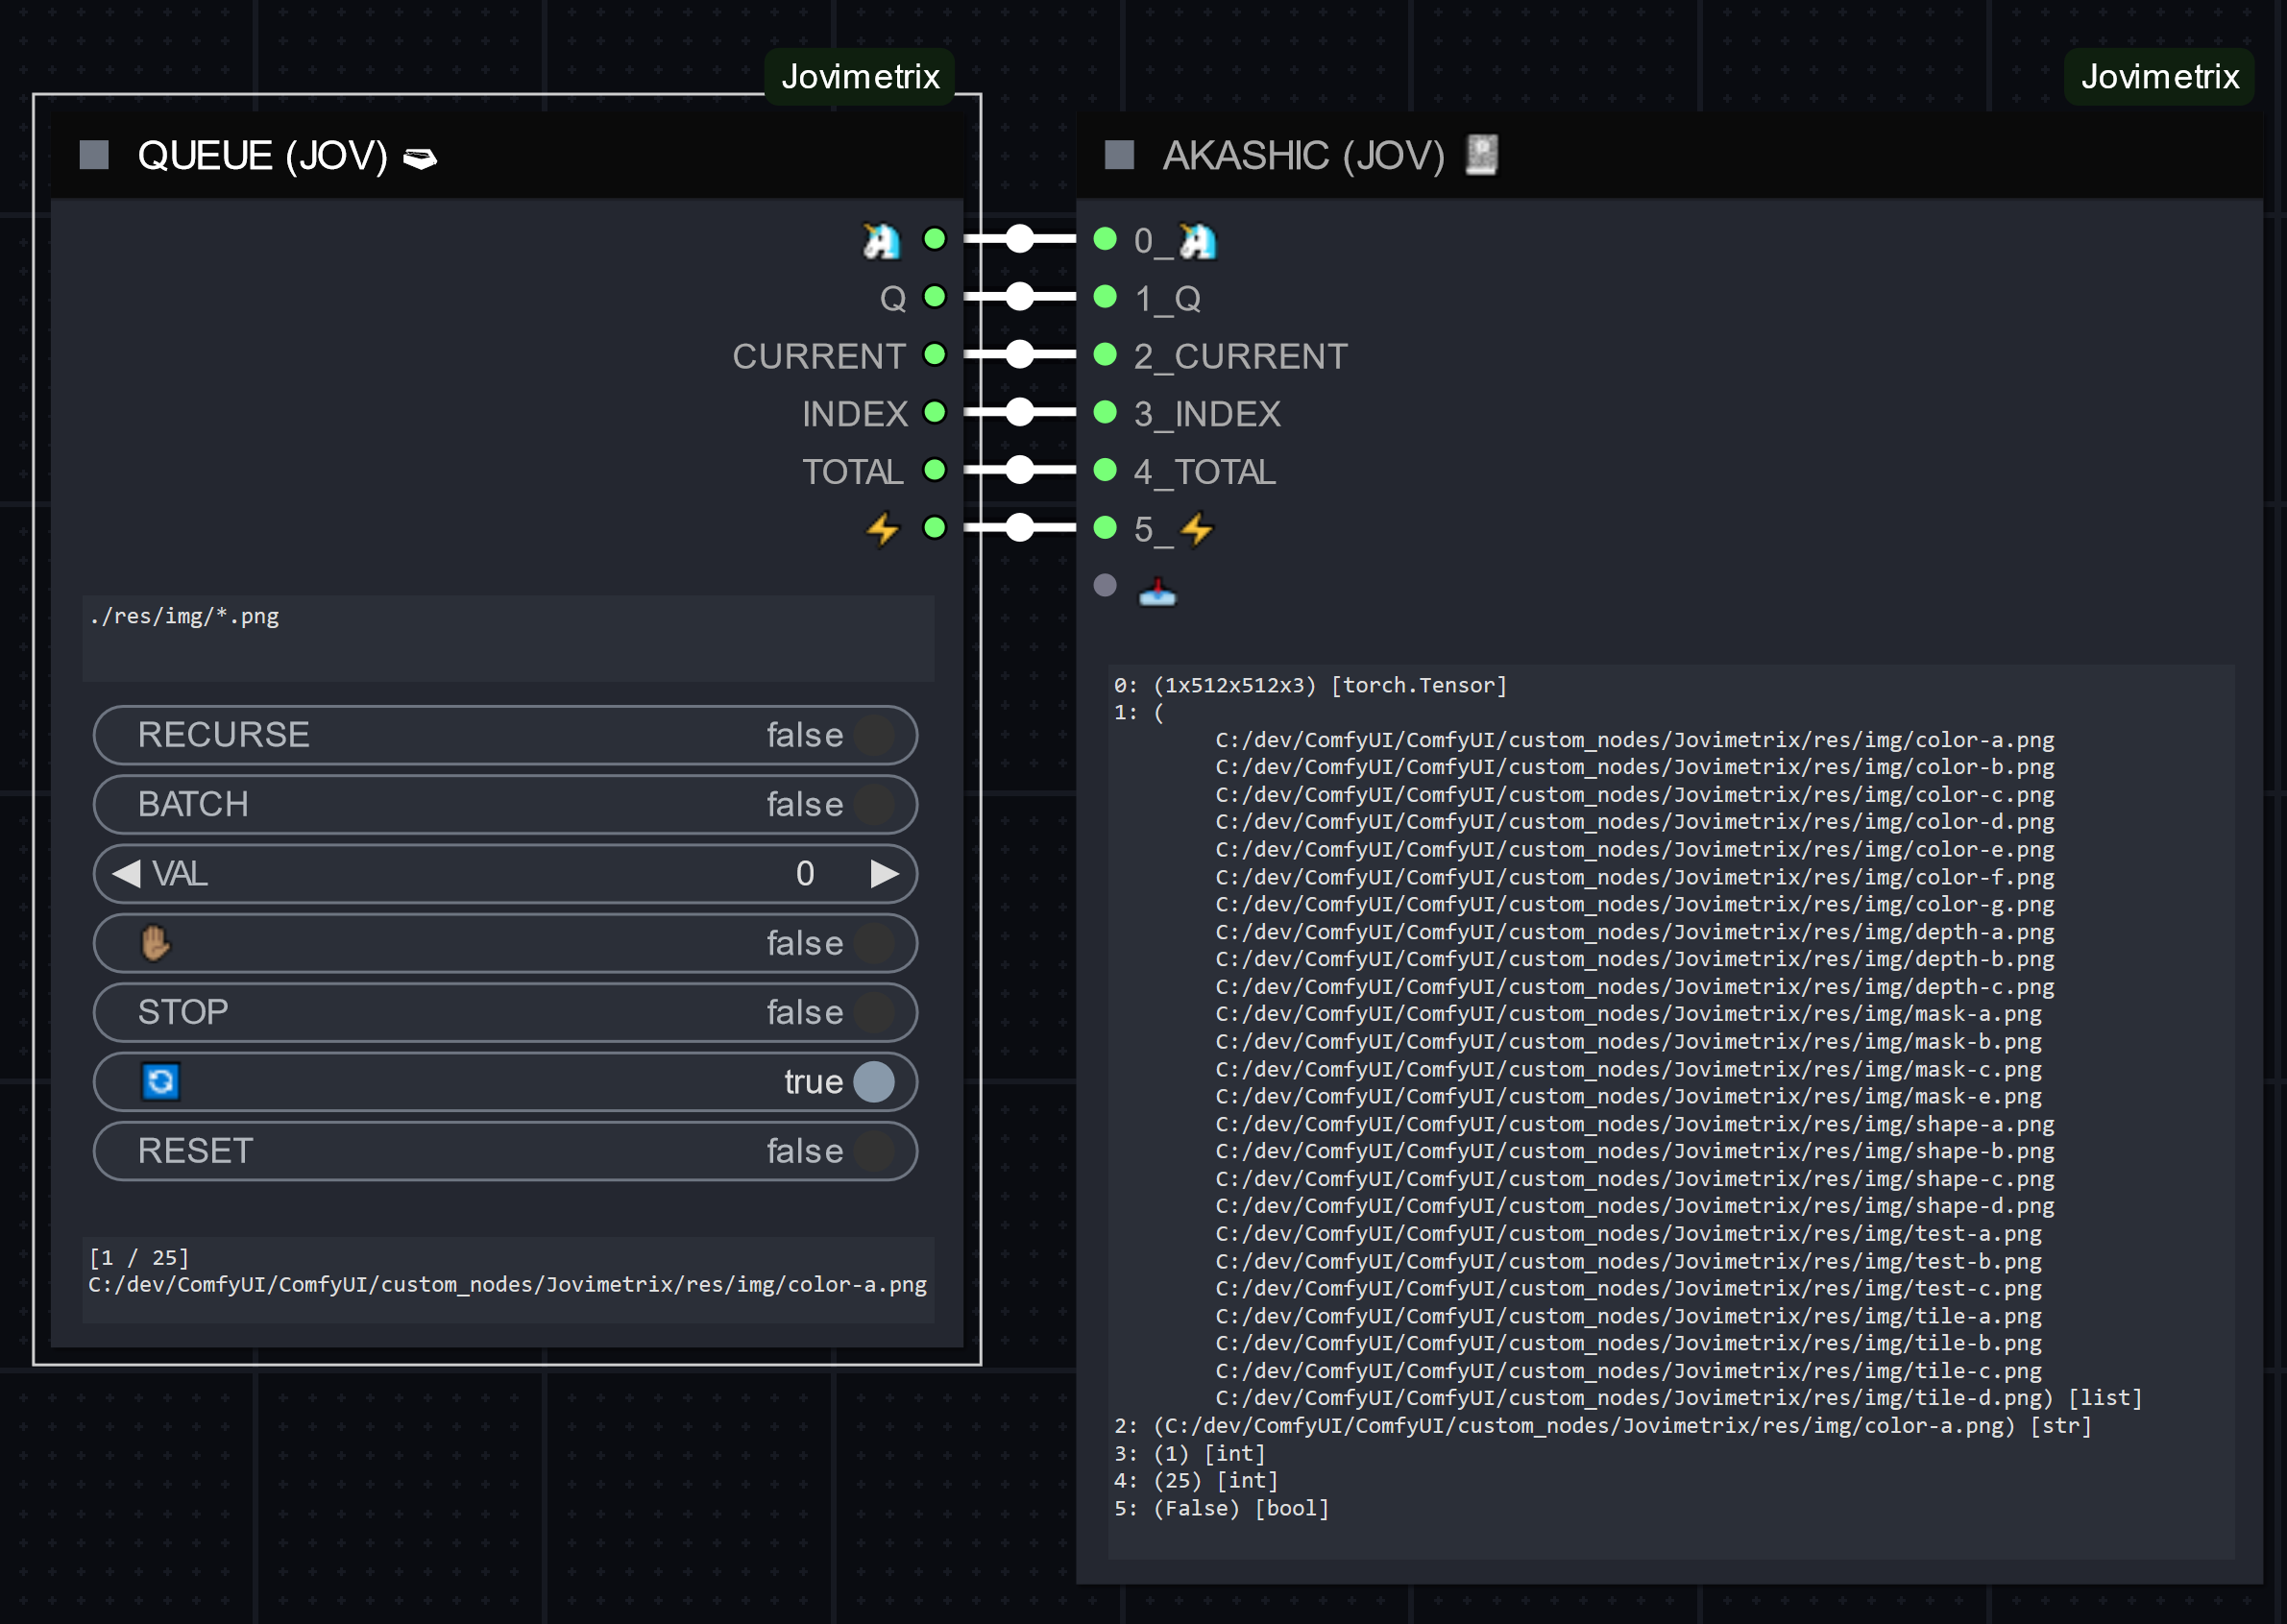 Jovimetrix
QUEUE (JOV)
Q
CURRENT
INDEX
TOTAL
./res/img/*.png
RECURSE false
BATCH false
VAL 0
false
STOP false
true
RESET false
[1 / 25]
C:/dev/ComfyUI/ComfyUI/custom_nodes/Jovimetrix/res/img/color-a.png
Jovimetrix
AKASHIC (JOV)
0_
1_Q
2_CURRENT
3_INDEX
4_TOTAL
5_
0: (1x512x512x3) [torch.Tensor]
1: (
C:/dev/ComfyUI/ComfyUI/custom_nodes/Jovimetrix/res/img/color-a.png
C:/dev/ComfyUI/ComfyUI/custom_nodes/Jovimetrix/res/img/color-b.png
C:/dev/ComfyUI/ComfyUI/custom_nodes/Jovimetrix/res/img/color-c.png
C:/dev/ComfyUI/ComfyUI/custom_nodes/Jovimetrix/res/img/color-d.png
C:/dev/ComfyUI/ComfyUI/custom_nodes/Jovimetrix/res/img/color-e.png
C:/dev/ComfyUI/ComfyUI/custom_nodes/Jovimetrix/res/img/color-f.png
C:/dev/ComfyUI/ComfyUI/custom_nodes/Jovimetrix/res/img/color-g.png
C:/dev/ComfyUI/ComfyUI/custom_nodes/Jovimetrix/res/img/depth-a.png
C:/dev/ComfyUI/ComfyUI/custom_nodes/Jovimetrix/res/img/depth-b.png
C:/dev/ComfyUI/ComfyUI/custom_nodes/Jovimetrix/res/img/depth-c.png
C:/dev/ComfyUI/ComfyUI/custom_nodes/Jovimetrix/res/img/mask-a.png
C:/dev/ComfyUI/ComfyUI/custom_nodes/Jovimetrix/res/img/mask-b.png
C:/dev/ComfyUI/ComfyUI/custom_nodes/Jovimetrix/res/img/mask-c.png
C:/dev/ComfyUI/ComfyUI/custom_nodes/Jovimetrix/res/img/mask-e.png
C:/dev/ComfyUI/ComfyUI/custom_nodes/Jovimetrix/res/img/shape-a.png
C:/dev/ComfyUI/ComfyUI/custom_nodes/Jovimetrix/res/img/shape-b.png
C:/dev/ComfyUI/ComfyUI/custom_nodes/Jovimetrix/res/img/shape-c.png
C:/dev/ComfyUI/ComfyUI/custom_nodes/Jovimetrix/res/img/shape-d.png
C:/dev/ComfyUI/ComfyUI/custom_nodes/Jovimetrix/res/img/test-a.png
C:/dev/ComfyUI/ComfyUI/custom_nodes/Jovimetrix/res/img/test-b.png
C:/dev/ComfyUI/ComfyUI/custom_nodes/Jovimetrix/res/img/test-c.png
C:/dev/ComfyUI/ComfyUI/custom_nodes/Jovimetrix/res/img/tile-a.png
C:/dev/ComfyUI/ComfyUI/custom_nodes/Jovimetrix/res/img/tile-b.png
C:/dev/ComfyUI/ComfyUI/custom_nodes/Jovimetrix/res/img/tile-c.png
C:/dev/ComfyUI/ComfyUI/custom_nodes/Jovimetrix/res/img/tile-d.png) [list]
2: (C:/dev/ComfyUI/ComfyUI/custom_nodes/Jovimetrix/res/img/color-a.png) [str]
3: (1) [int]
4: (25) [int]
5: (False) [bool]